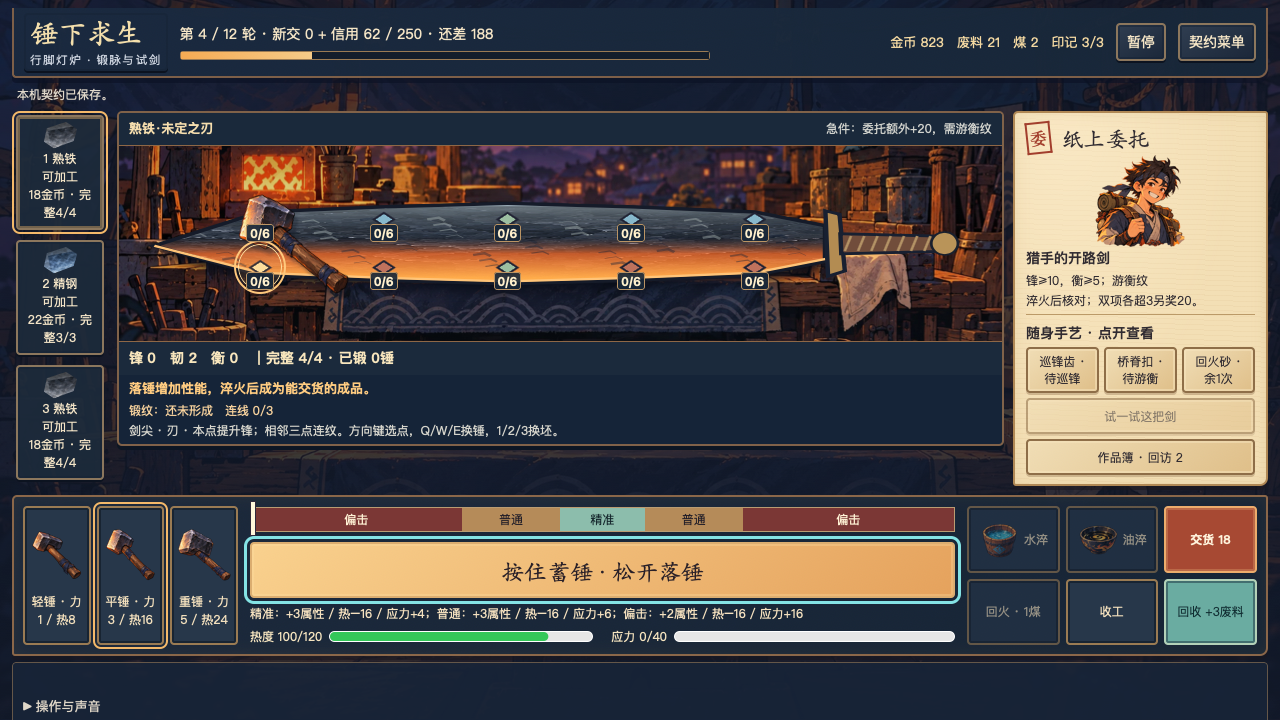 锤下求生
行脚灯炉 · 锻脉与试剑
第 4 / 12 轮 · 新交 0 + 信用 62 / 250 · 还差 188
金币 823 废料 21 煤 2 印记 3/3
暂停
契约菜单
本机契约已保存。
1 熟铁
可加工
18金币 · 完
整4/4
2 精钢
可加工
22金币 · 完
整3/3
3 熟铁
可加工
18金币 · 完
整4/4
熟铁·未定之刃
急件：委托额外+20，需游衡纹
0/6 0/6 0/6 0/6 0/6
0/6 0/6 0/6 0/6 0/6
锋 0 韧 2 衡 0 ｜完整 4/4 · 已锻 0锤
落锤增加性能，淬火后成为能交货的成品。
锻纹：还未形成 连线 0/3
剑尖 · 刃 · 本点提升锋；相邻三点连纹。方向键选点，Q/W/E换锤，1/2/3换坯。
委
纸上委托
猎手的开路剑
锋≥10，衡≥5；游衡纹
淬火后核对；双项各超3另奖20。
随身手艺 · 点开查看
巡锋齿 ·
待巡锋
桥脊扣 ·
待游衡
回火砂 ·
余1次
试一试这把剑
作品簿 · 回访 2
轻锤 · 力
1 / 热8
平锤 · 力
3 / 热16
重锤 · 力
5 / 热24
偏击 普通 精准 普通 偏击
按住蓄锤 · 松开落锤
精准：+3属性 / 热−16 / 应力+4；普通：+3属性 / 热−16 / 应力+6；偏击：+2属性 / 热−16 / 应力+16
热度 100/120
应力 0/40
水淬
油淬
交货 18
回火 · 1煤
收工
回收 +3废料
▶ 操作与声音